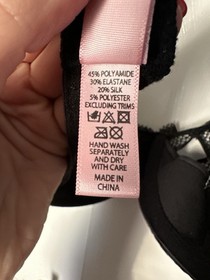 45% POLYAMIDE
30% ELASTANE
20% SILK
5% POLYESTER
EXCLUDING TRIMS
HAND WASH
SEPARATELY
AND DRY
WITH CARE
MADE IN
CHINA